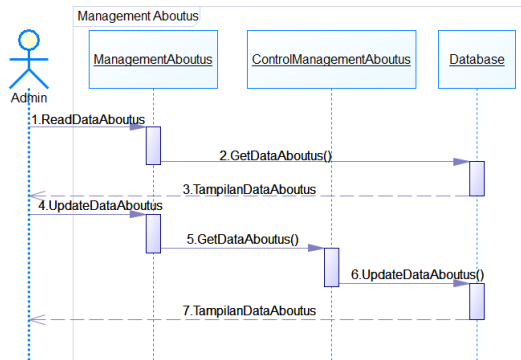 Management Aboutus
ManagementAboutus
ControlManagementAboutus
Database
Admin
1.ReadDataAboutus
2.GetDataAboutus()
3.TampilanDataAboutus
4.UpdateDataAboutus
5.GetDataAboutus()
6.UpdateDataAboutus()
7.TampilanDataAboutus